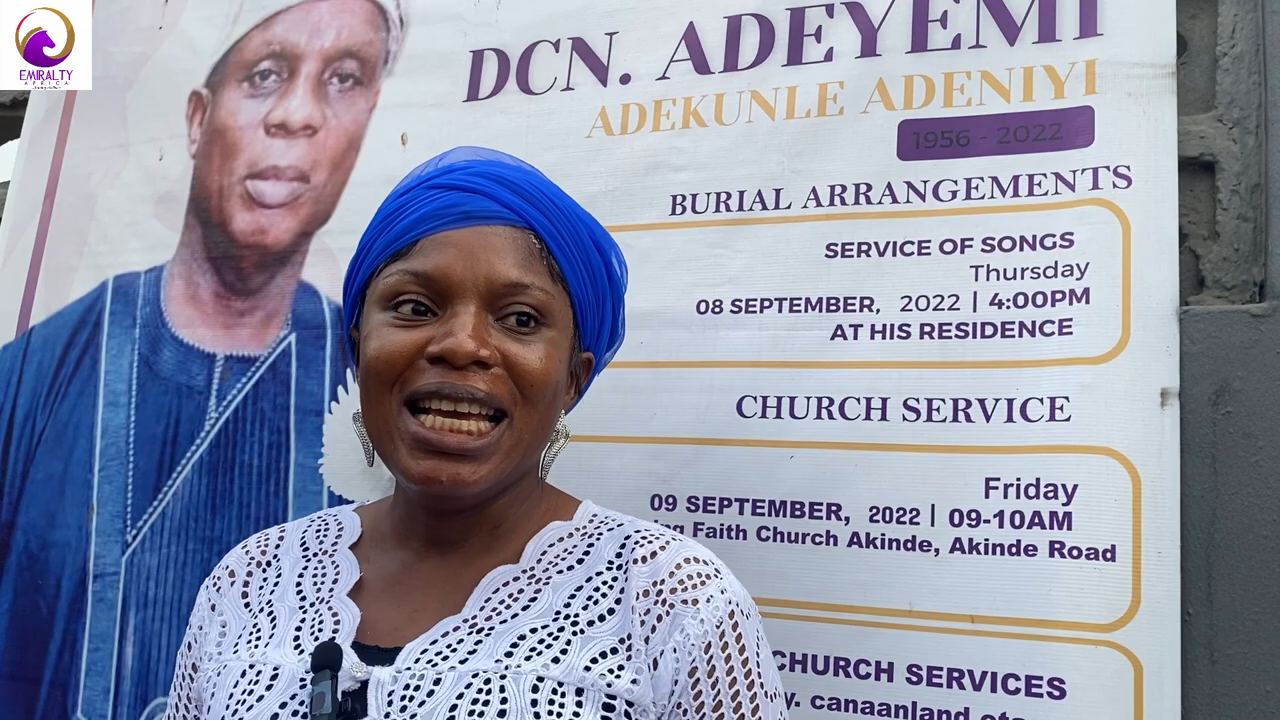 EMIRALTY
AFRICA
DCN. ADEYEMI
ADEKUNLE ADENIYI
1956 - 2022
BURIAL ARRANGEMENTS
SERVICE OF SONGS
Thursday
08 SEPTEMBER, 2022 | 4:00PM
AT HIS RESIDENCE
CHURCH SERVICE
Friday
09 SEPTEMBER, 2022 | 09-10AM
ing Faith Church Akinde, Akinde Road
CHURCH SERVICES
y. canaanland ota